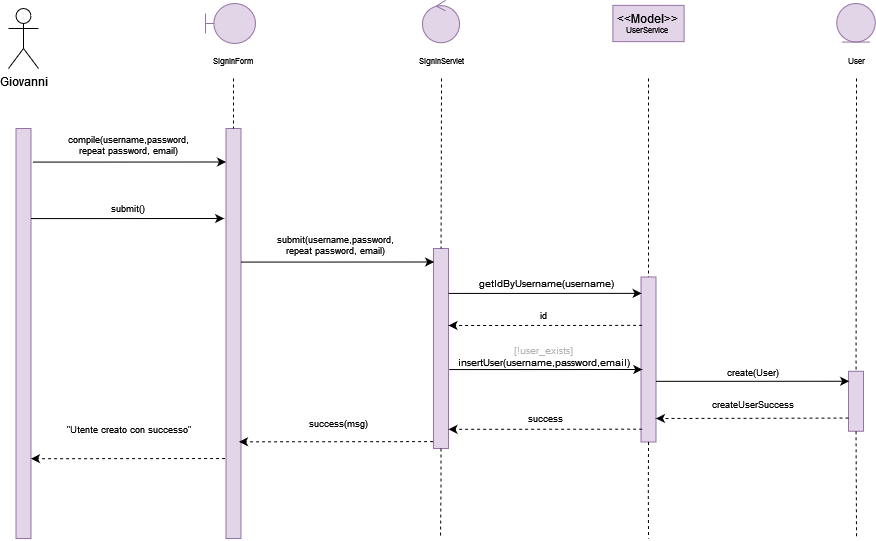 <<Model>>
UserService
SignInForm
SignInServlet
User
Giovanni
compile(username,password,
repeat password, email)
submit()
submit(username,password,
repeat password, email)
getIdByUsername(username)
id
[!user_exists]
insertUser(username,password,email)
create(User)
createUserSuccess
success
success(msg)
"Utente creato con successo"